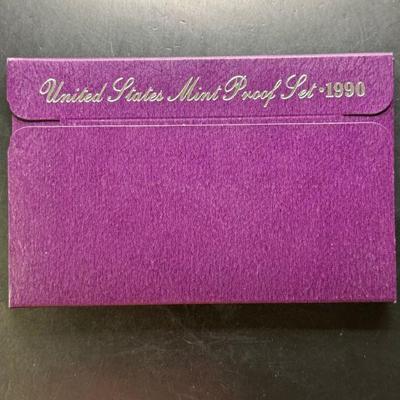 United States Mint Proof Set • 1990